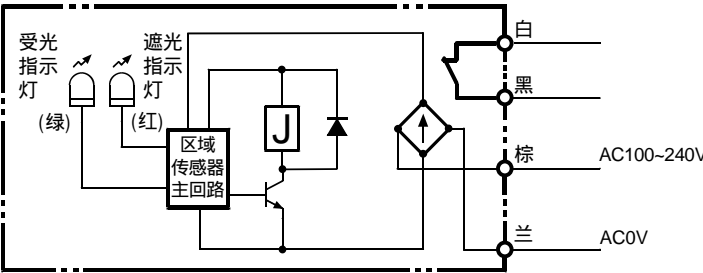 受光
指示
灯
(绿)
遮光
指示
灯
(红)
区域
传感器
主回路
J
白
黑
棕
AC100~240V
兰
AC0V